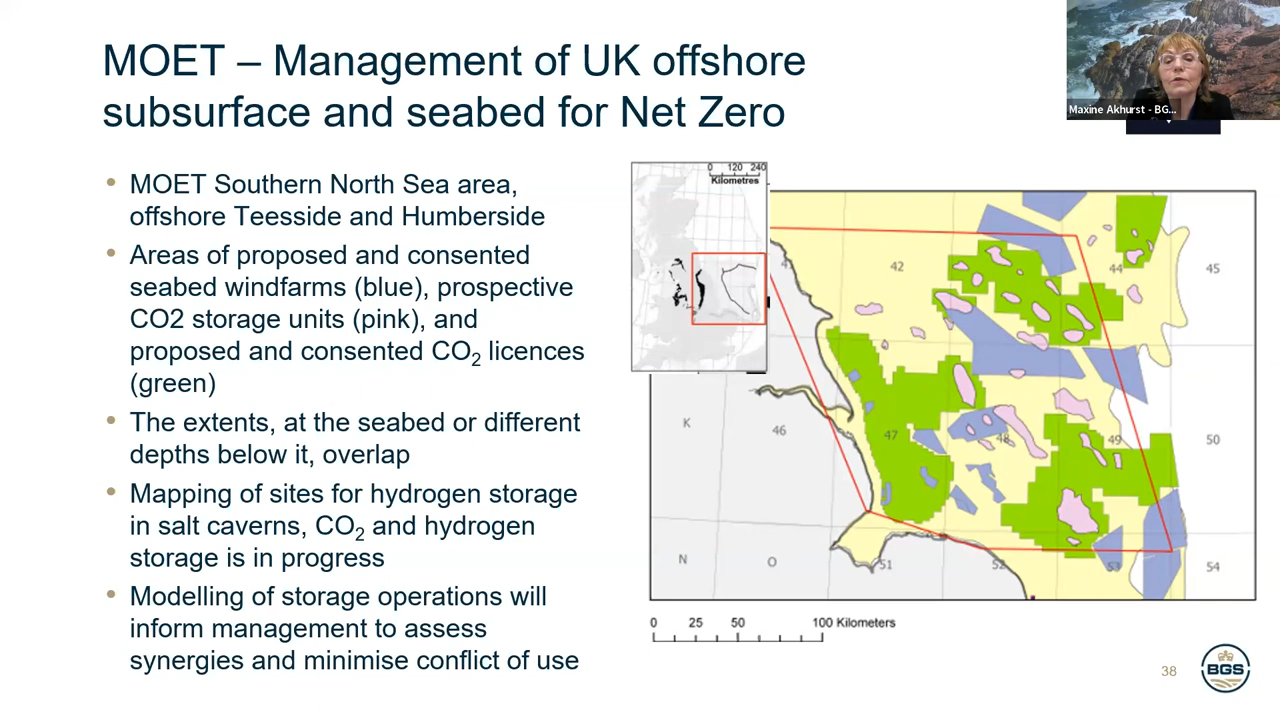 MOET – Management of UK offshore
subsurface and seabed for Net Zero
Maxine Akhurst - BG...
• MOET Southern North Sea area,
offshore Teesside and Humberside
• Areas of proposed and consented
seabed windfarms (blue), prospective
CO2 storage units (pink), and
proposed and consented CO₂ licences
(green)
• The extents, at the seabed or different
depths below it, overlap
• Mapping of sites for hydrogen storage
in salt caverns, CO₂ and hydrogen
storage is in progress
• Modelling of storage operations will
inform management to assess
synergies and minimise conflict of use
0 120 240
Kilometres
42
44
45
K
46
47
48
49
50
N
O
51
52
53
54
0 25 50 100 Kilometers
38
BGS